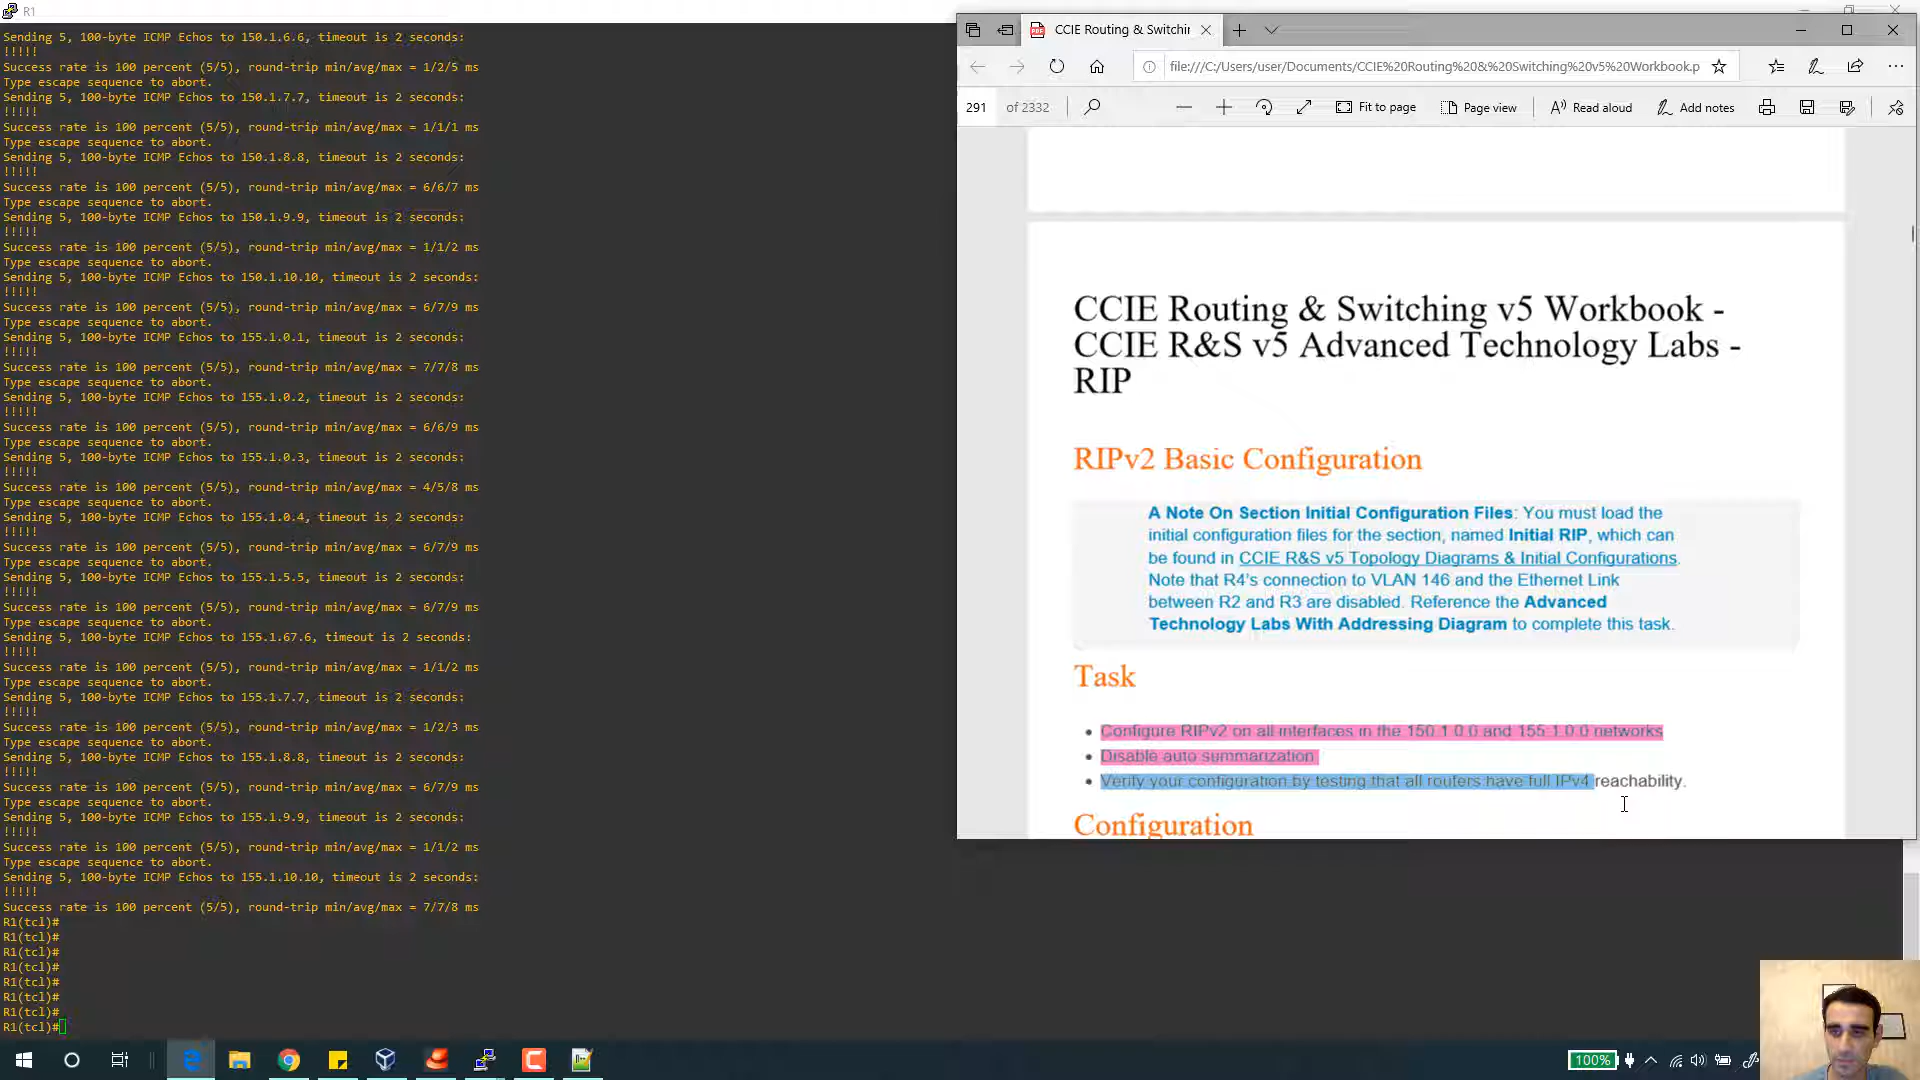 R1
Sending 5, 100-byte ICMP Echos to 150.1.6.6, timeout is 2 seconds:
!!!!!
Success rate is 100 percent (5/5), round-trip min/avg/max = 1/2/5 ms
Type escape sequence to abort.
Sending 5, 100-byte ICMP Echos to 150.1.7.7, timeout is 2 seconds:
!!!!!
Success rate is 100 percent (5/5), round-trip min/avg/max = 1/1/1 ms
Type escape sequence to abort.
Sending 5, 100-byte ICMP Echos to 150.1.8.8, timeout is 2 seconds:
!!!!!
Success rate is 100 percent (5/5), round-trip min/avg/max = 6/6/7 ms
Type escape sequence to abort.
Sending 5, 100-byte ICMP Echos to 150.1.9.9, timeout is 2 seconds:
!!!!!
Success rate is 100 percent (5/5), round-trip min/avg/max = 1/1/2 ms
Type escape sequence to abort.
Sending 5, 100-byte ICMP Echos to 150.1.10.10, timeout is 2 seconds:
!!!!!
Success rate is 100 percent (5/5), round-trip min/avg/max = 6/7/9 ms
Type escape sequence to abort.
Sending 5, 100-byte ICMP Echos to 155.1.0.1, timeout is 2 seconds:
!!!!!
Success rate is 100 percent (5/5), round-trip min/avg/max = 7/7/8 ms
Type escape sequence to abort.
Sending 5, 100-byte ICMP Echos to 155.1.0.2, timeout is 2 seconds:
!!!!!
Success rate is 100 percent (5/5), round-trip min/avg/max = 6/6/9 ms
Type escape sequence to abort.
Sending 5, 100-byte ICMP Echos to 155.1.0.3, timeout is 2 seconds:
!!!!!
Success rate is 100 percent (5/5), round-trip min/avg/max = 4/5/8 ms
Type escape sequence to abort.
Sending 5, 100-byte ICMP Echos to 155.1.0.4, timeout is 2 seconds:
!!!!!
Success rate is 100 percent (5/5), round-trip min/avg/max = 6/7/9 ms
Type escape sequence to abort.
Sending 5, 100-byte ICMP Echos to 155.1.5.5, timeout is 2 seconds:
!!!!!
Success rate is 100 percent (5/5), round-trip min/avg/max = 6/7/9 ms
Type escape sequence to abort.
Sending 5, 100-byte ICMP Echos to 155.1.67.6, timeout is 2 seconds:
!!!!!
Success rate is 100 percent (5/5), round-trip min/avg/max = 1/1/2 ms
Type escape sequence to abort.
Sending 5, 100-byte ICMP Echos to 155.1.7.7, timeout is 2 seconds:
!!!!!
Success rate is 100 percent (5/5), round-trip min/avg/max = 1/2/3 ms
Type escape sequence to abort.
Sending 5, 100-byte ICMP Echos to 155.1.8.8, timeout is 2 seconds:
!!!!!
Success rate is 100 percent (5/5), round-trip min/avg/max = 6/7/9 ms
Type escape sequence to abort.
Sending 5, 100-byte ICMP Echos to 155.1.9.9, timeout is 2 seconds:
!!!!!
Success rate is 100 percent (5/5), round-trip min/avg/max = 1/1/2 ms
Type escape sequence to abort.
Sending 5, 100-byte ICMP Echos to 155.1.10.10, timeout is 2 seconds:
!!!!!
Success rate is 100 percent (5/5), round-trip min/avg/max = 7/7/8 ms
R1(tcl)#
R1(tcl)#
R1(tcl)#
R1(tcl)#
R1(tcl)#
R1(tcl)#
R1(tcl)#
R1(tcl)#
CCIE Routing & Switchin
file:///C:/Users/user/Documents/CCIE%20Routing%20&%20Switching%20v5%20Workbook.p
291 of 2332 Fit to page Page view Read aloud Add notes
CCIE Routing & Switching v5 Workbook -
CCIE R&S v5 Advanced Technology Labs -
RIP
RIPv2 Basic Configuration
A Note On Section Initial Configuration Files: You must load the
initial configuration files for the section, named Initial RIP, which can
be found in CCIE R&S v5 Topology Diagrams & Initial Configurations.
Note that R4's connection to VLAN 146 and the Ethernet Link
between R2 and R3 are disabled. Reference the Advanced
Technology Labs With Addressing Diagram to complete this task.
Task
• Configure RIPv2 on all interfaces in the 150.1.0.0 and 155.1.0.0 networks
• Disable auto summarization
• Verify your configuration by testing that all routers have full IPv4 reachability.
Configuration
100%